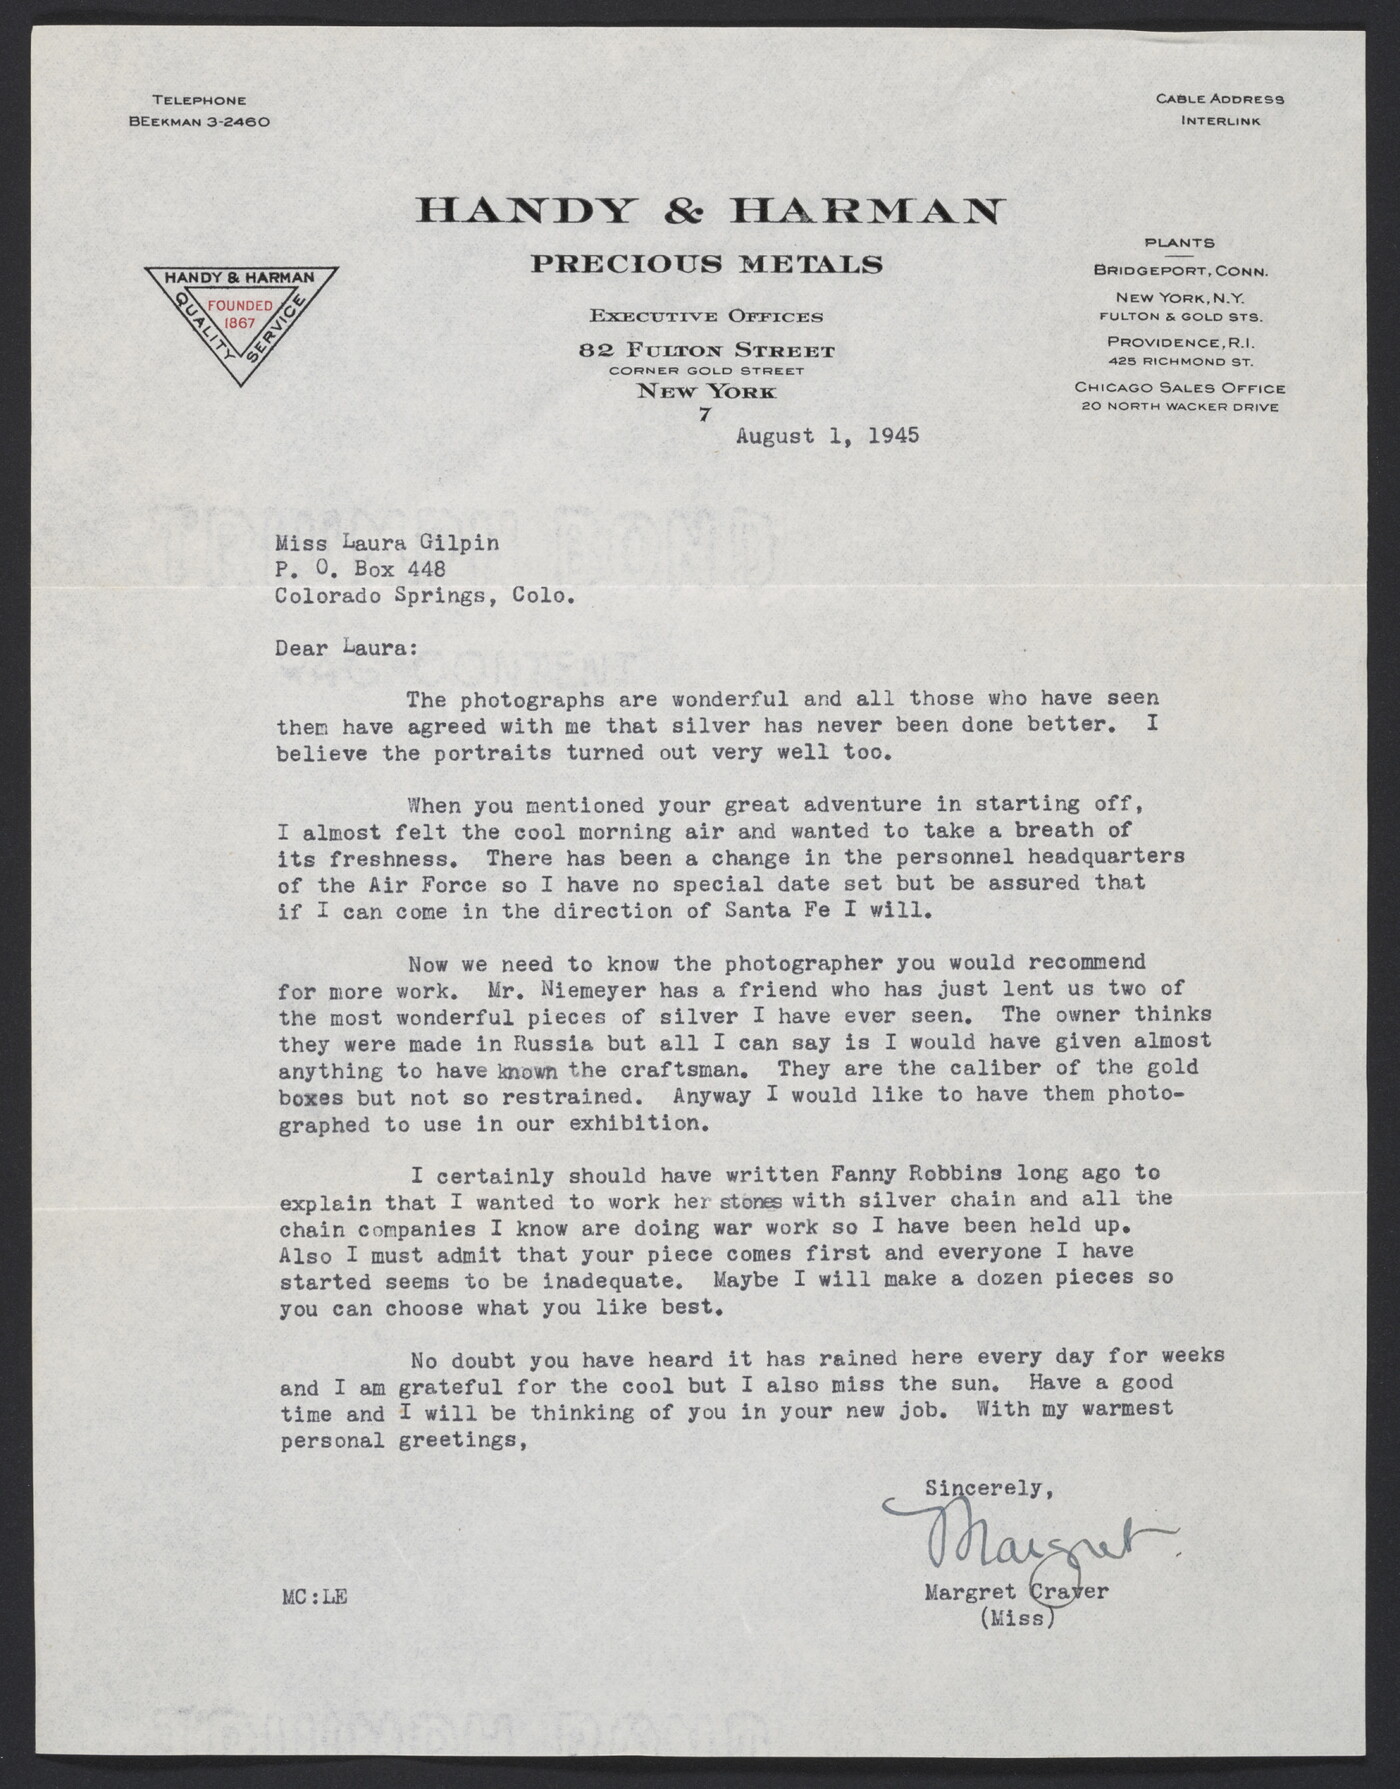 TELEPHONE
BEEKMAN 3-2460
CABLE ADDRESS
INTERLINK
HANDY & HARMAN
PRECIOUS METALS
EXECUTIVE OFFICES
82 FULTON STREET
CORNER GOLD STREET
NEW YORK
7
HANDY & HARMAN
QUALITY
SERVICE
FOUNDED
1867
PLANTS
BRIDGEPORT, CONN.
NEW YORK, N.Y.
FULTON & GOLD STS.
PROVIDENCE, R.I.
425 RICHMOND ST.
CHICAGO SALES OFFICE
20 NORTH WACKER DRIVE
August 1, 1945
Miss Laura Gilpin
P. O. Box 448
Colorado Springs, Colo.
Dear Laura:
The photographs are wonderful and all those who have seen
them have agreed with me that silver has never been done better. I
believe the portraits turned out very well too.
When you mentioned your great adventure in starting off,
I almost felt the cool morning air and wanted to take a breath of
its freshness. There has been a change in the personnel headquarters
of the Air Force so I have no special date set but be assured that
if I can come in the direction of Santa Fe I will.
Now we need to know the photographer you would recommend
for more work. Mr. Niemeyer has a friend who has just lent us two of
the most wonderful pieces of silver I have ever seen. The owner thinks
they were made in Russia but all I can say is I would have given almost
anything to have known the craftsman. They are the caliber of the gold
boxes but not so restrained. Anyway I would like to have them photo-
graphed to use in our exhibition.
I certainly should have written Fanny Robbins long ago to
explain that I wanted to work her stones with silver chain and all the
chain companies I know are doing war work so I have been held up.
Also I must admit that your piece comes first and everyone I have
started seems to be inadequate. Maybe I will make a dozen pieces so
you can choose what you like best.
No doubt you have heard it has rained here every day for weeks
and I am grateful for the cool but I also miss the sun. Have a good
time and I will be thinking of you in your new job. With my warmest
personal greetings,
Sincerely,
Margret.
Margret Craver
(Miss)
MC:LE